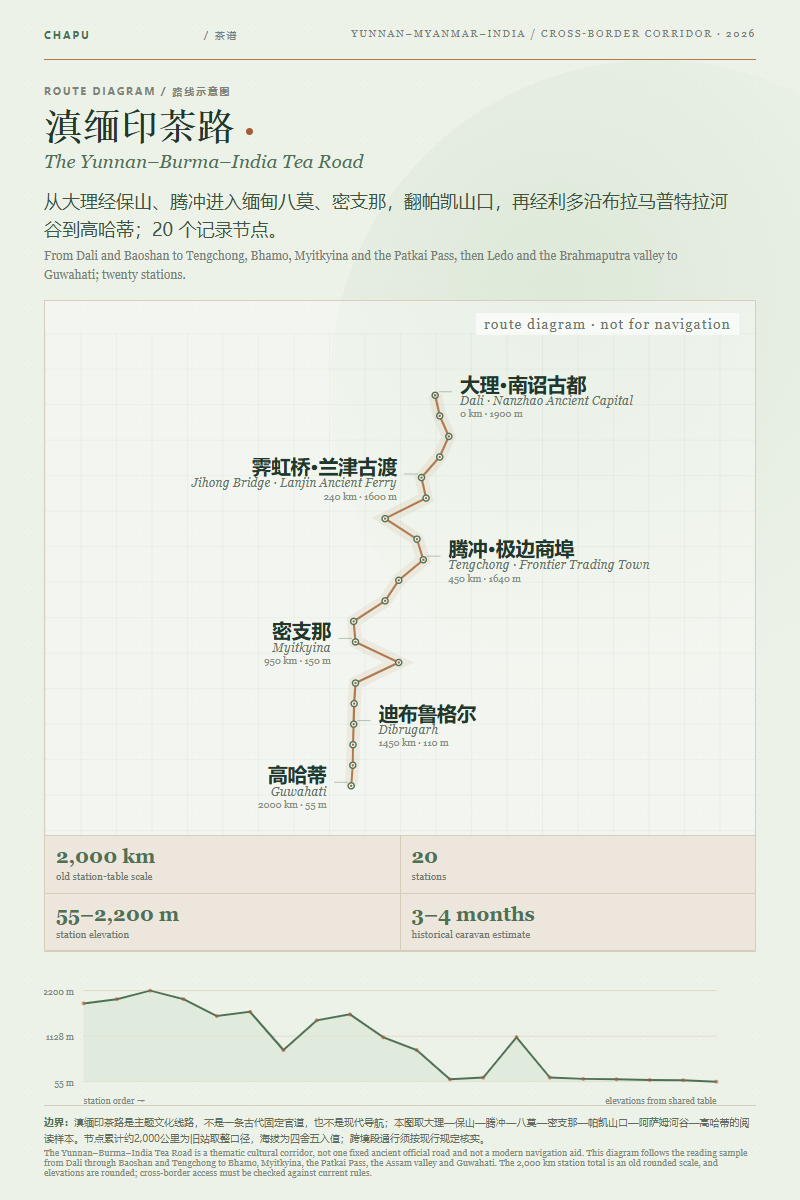 CHAPU / 茶谱
YUNNAN–MYANMAR–INDIA / CROSS-BORDER CORRIDOR · 2026
ROUTE DIAGRAM / 路线示意图
滇缅印茶路
The Yunnan–Burma–India Tea Road
从大理经保山、腾冲进入缅甸八莫、密支那，翻帕凯山口，再经利多沿布拉马普特拉河
谷到高哈蒂；20 个记录节点。
From Dali and Baoshan to Tengchong, Bhamo, Myitkyina and the Patkai Pass, then Ledo and the Brahmaputra valley to
Guwahati; twenty stations.
route diagram · not for navigation
大理·南诏古都
Dali · Nanzhao Ancient Capital
0 km · 1900 m
霁虹桥·兰津古渡
Jihong Bridge · Lanjin Ancient Ferry
240 km · 1600 m
腾冲·极边商埠
Tengchong · Frontier Trading Town
450 km · 1640 m
密支那
Myitkyina
950 km · 150 m
迪布鲁格尔
Dibrugarh
1450 km · 110 m
高哈蒂
Guwahati
2000 km · 55 m
2,000 km
old station-table scale
20
stations
55–2,200 m
station elevation
3–4 months
historical caravan estimate
2200 m
1128 m
55 m
station order →
elevations from shared table
边界：滇缅印茶路是主题文化线路，不是一条古代固定官道，也不是现代导航；本图取大理—保山—腾冲—八莫—密支那—帕凯山口—阿萨姆河谷—高哈蒂的阅
读样本。节点累计约2,000公里为旧站取整口径，海拔为四舍五入值；跨境段通行须按现行规定核实。
The Yunnan–Burma–India Tea Road is a thematic cultural corridor, not one fixed ancient official road and not a modern navigation aid. This diagram follows the reading sample
from Dali through Baoshan and Tengchong to Bhamo, Myitkyina, the Patkai Pass, the Assam valley and Guwahati. The 2,000 km station total is an old rounded scale, and
elevations are rounded; cross-border access must be checked against current rules.